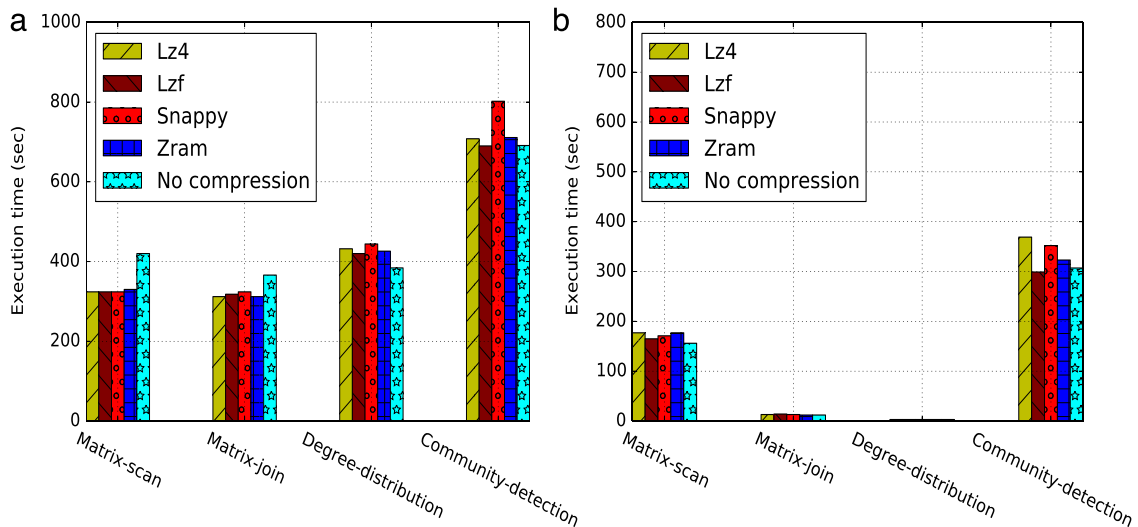 a
1000
800
600
400
200
0
Execution time (sec)
Lz4
Lzf
Snappy
Zram
No compression
Matrix-scan
Matrix-join
Degree-distribution
Community-detection
b
800
700
600
500
400
300
200
100
0
Execution time (sec)
Lz4
Lzf
Snappy
Zram
No compression
Matrix-scan
Matrix-join
Degree-distribution
Community-detection